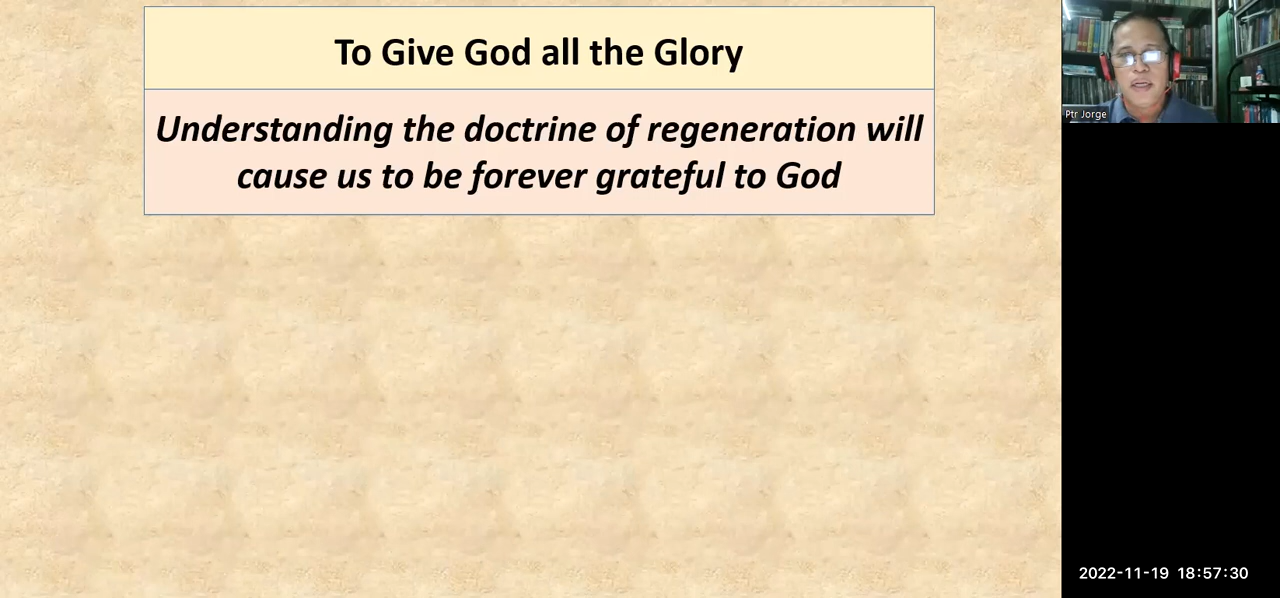 To Give God all the Glory
Understanding the doctrine of regeneration will
cause us to be forever grateful to God
Ptr Jorge
2022-11-19 18:57:30